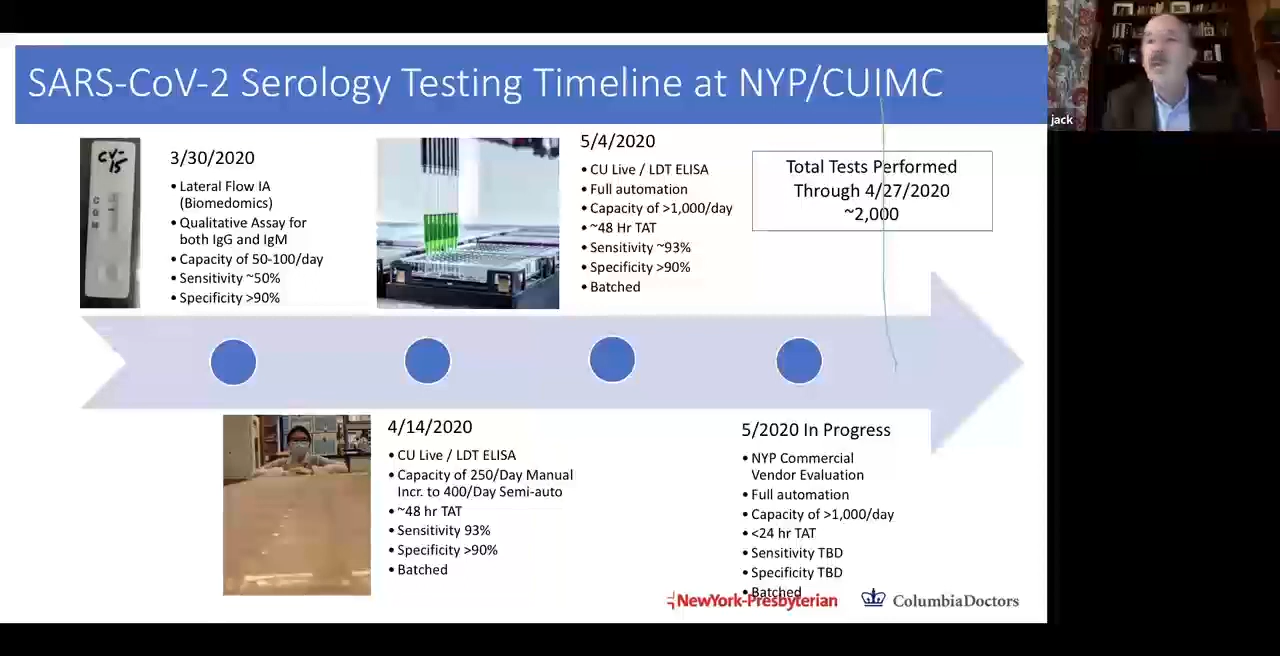 SARS-CoV-2 Serology Testing Timeline at NYP/CUIMC
jack
CV-15
C
G
M
3/30/2020
• Lateral Flow IA
(Biomedomics)
• Qualitative Assay for
both IgG and IgM
• Capacity of 50-100/day
• Sensitivity ~50%
• Specificity >90%
5/4/2020
• CU Live / LDT ELISA
• Full automation
• Capacity of >1,000/day
• ~48 Hr TAT
• Sensitivity ~93%
• Specificity >90%
• Batched
Total Tests Performed
Through 4/27/2020
~2,000
4/14/2020
• CU Live / LDT ELISA
• Capacity of 250/Day Manual
Incr. to 400/Day Semi-auto
• ~48 hr TAT
• Sensitivity 93%
• Specificity >90%
• Batched
5/2020 In Progress
• NYP Commercial
Vendor Evaluation
• Full automation
• Capacity of >1,000/day
• <24 hr TAT
• Sensitivity TBD
• Specificity TBD
• Batched
NewYork-Presbyterian
ColumbiaDoctors